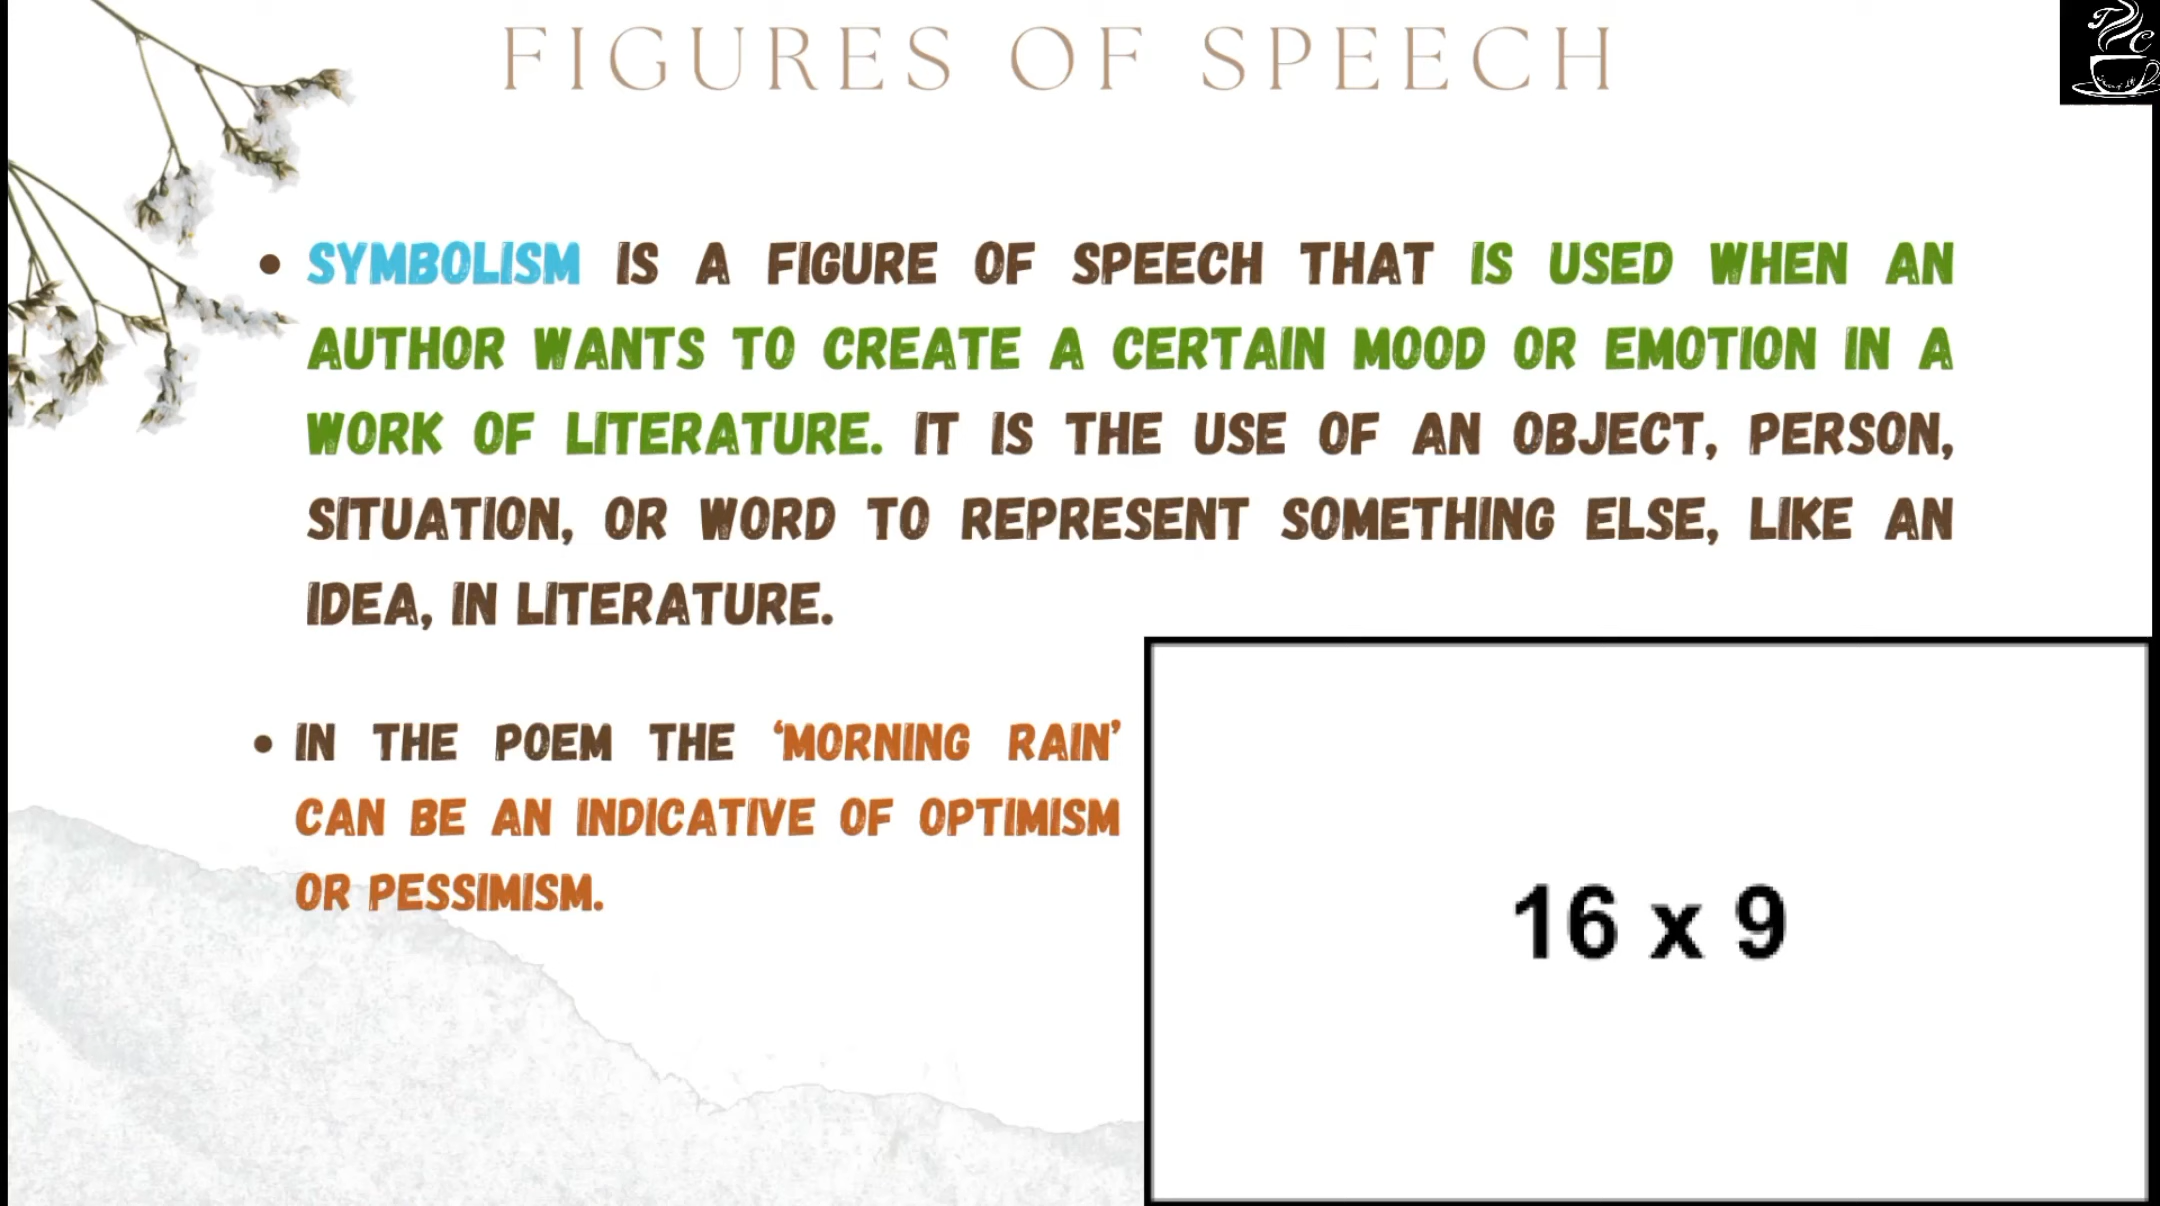 FIGURES OF SPEECH
• SYMBOLISM IS A FIGURE OF SPEECH THAT IS USED WHEN AN
AUTHOR WANTS TO CREATE A CERTAIN MOOD OR EMOTION IN A
WORK OF LITERATURE. IT IS THE USE OF AN OBJECT, PERSON,
SITUATION, OR WORD TO REPRESENT SOMETHING ELSE, LIKE AN
IDEA, IN LITERATURE.
• IN THE POEM THE ‘MORNING RAIN’
CAN BE AN INDICATIVE OF OPTIMISM
OR PESSIMISM.
16 x 9